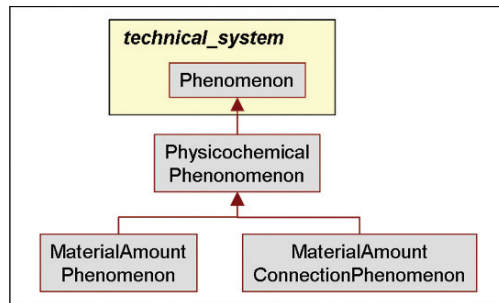 technical_system
Phenomenon
Physicochemical
Phenonomenon
MaterialAmount
Phenomenon
MaterialAmount
ConnectionPhenomenon